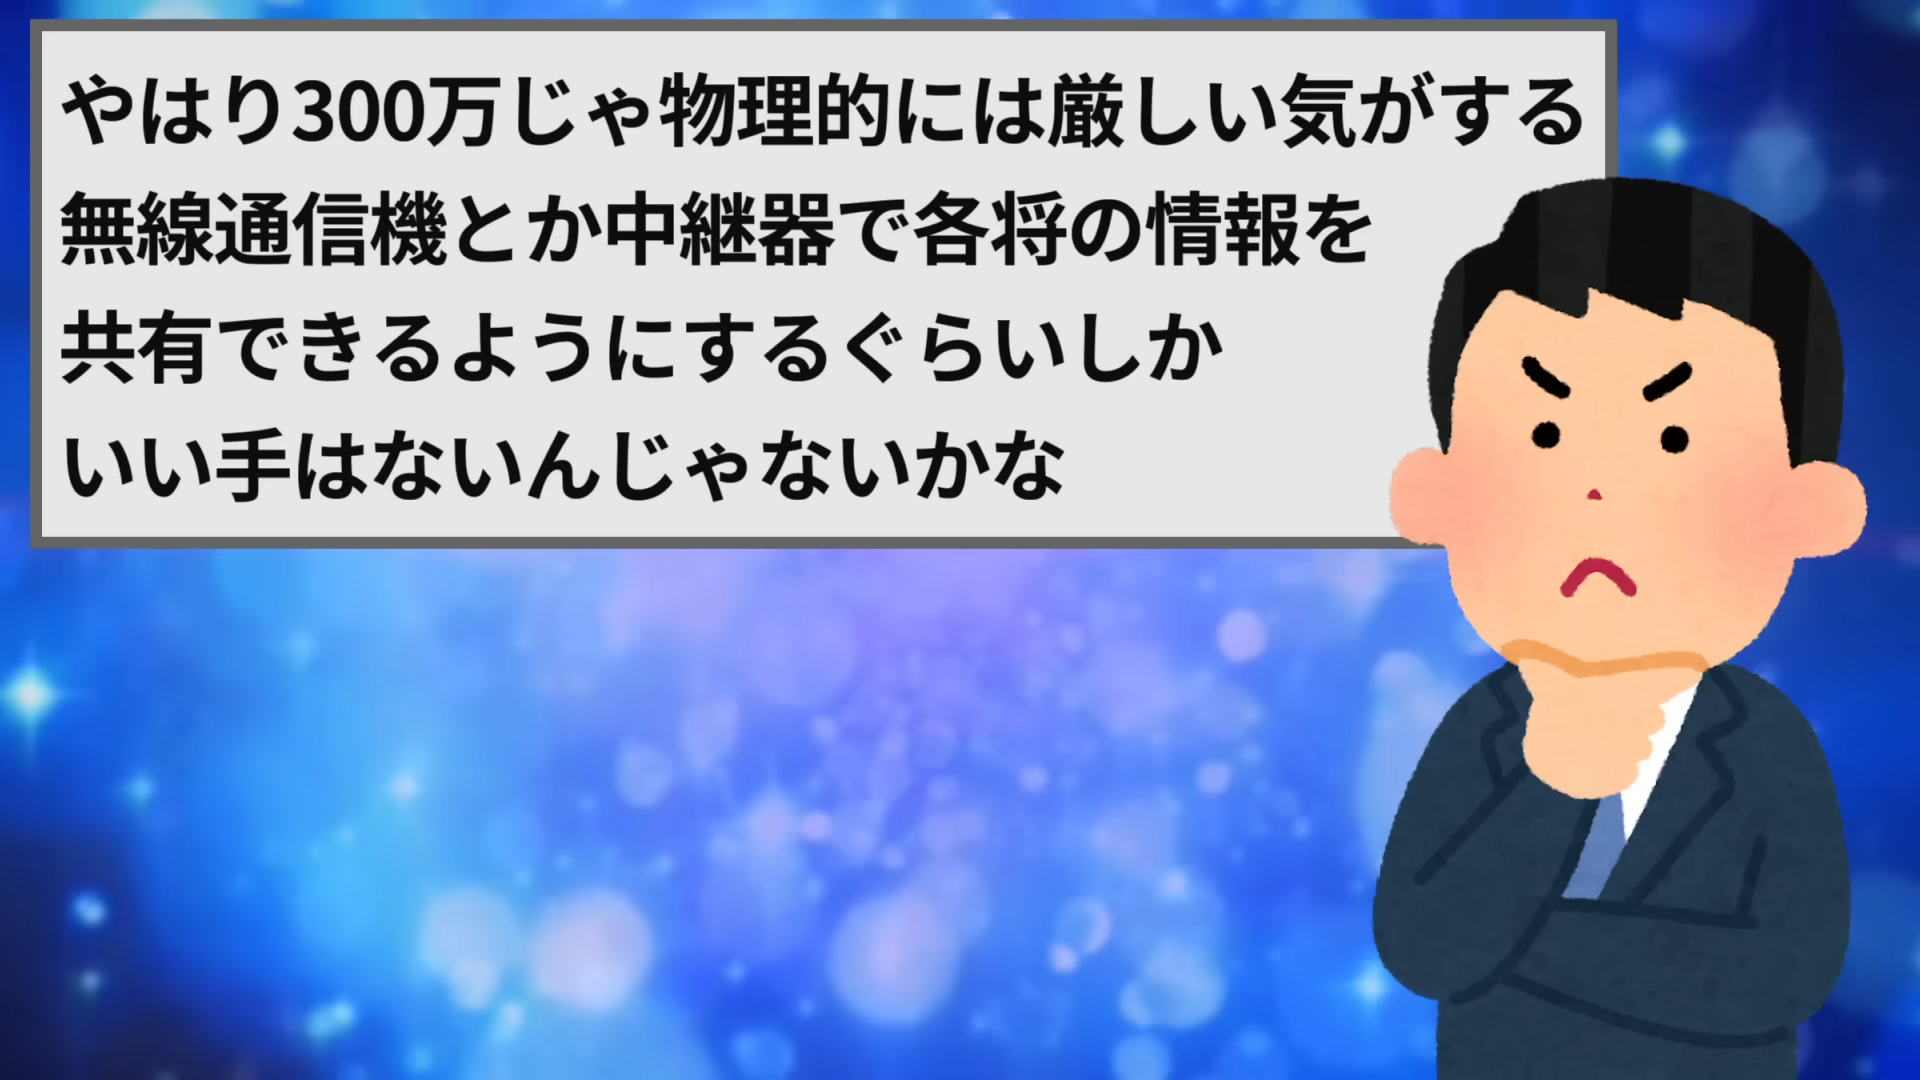 やはり300万じゃ物理的には厳しい気がする
無線通信機とか中継器で各将の情報を
共有できるようにするぐらいしか
いい手はないんじゃないかな